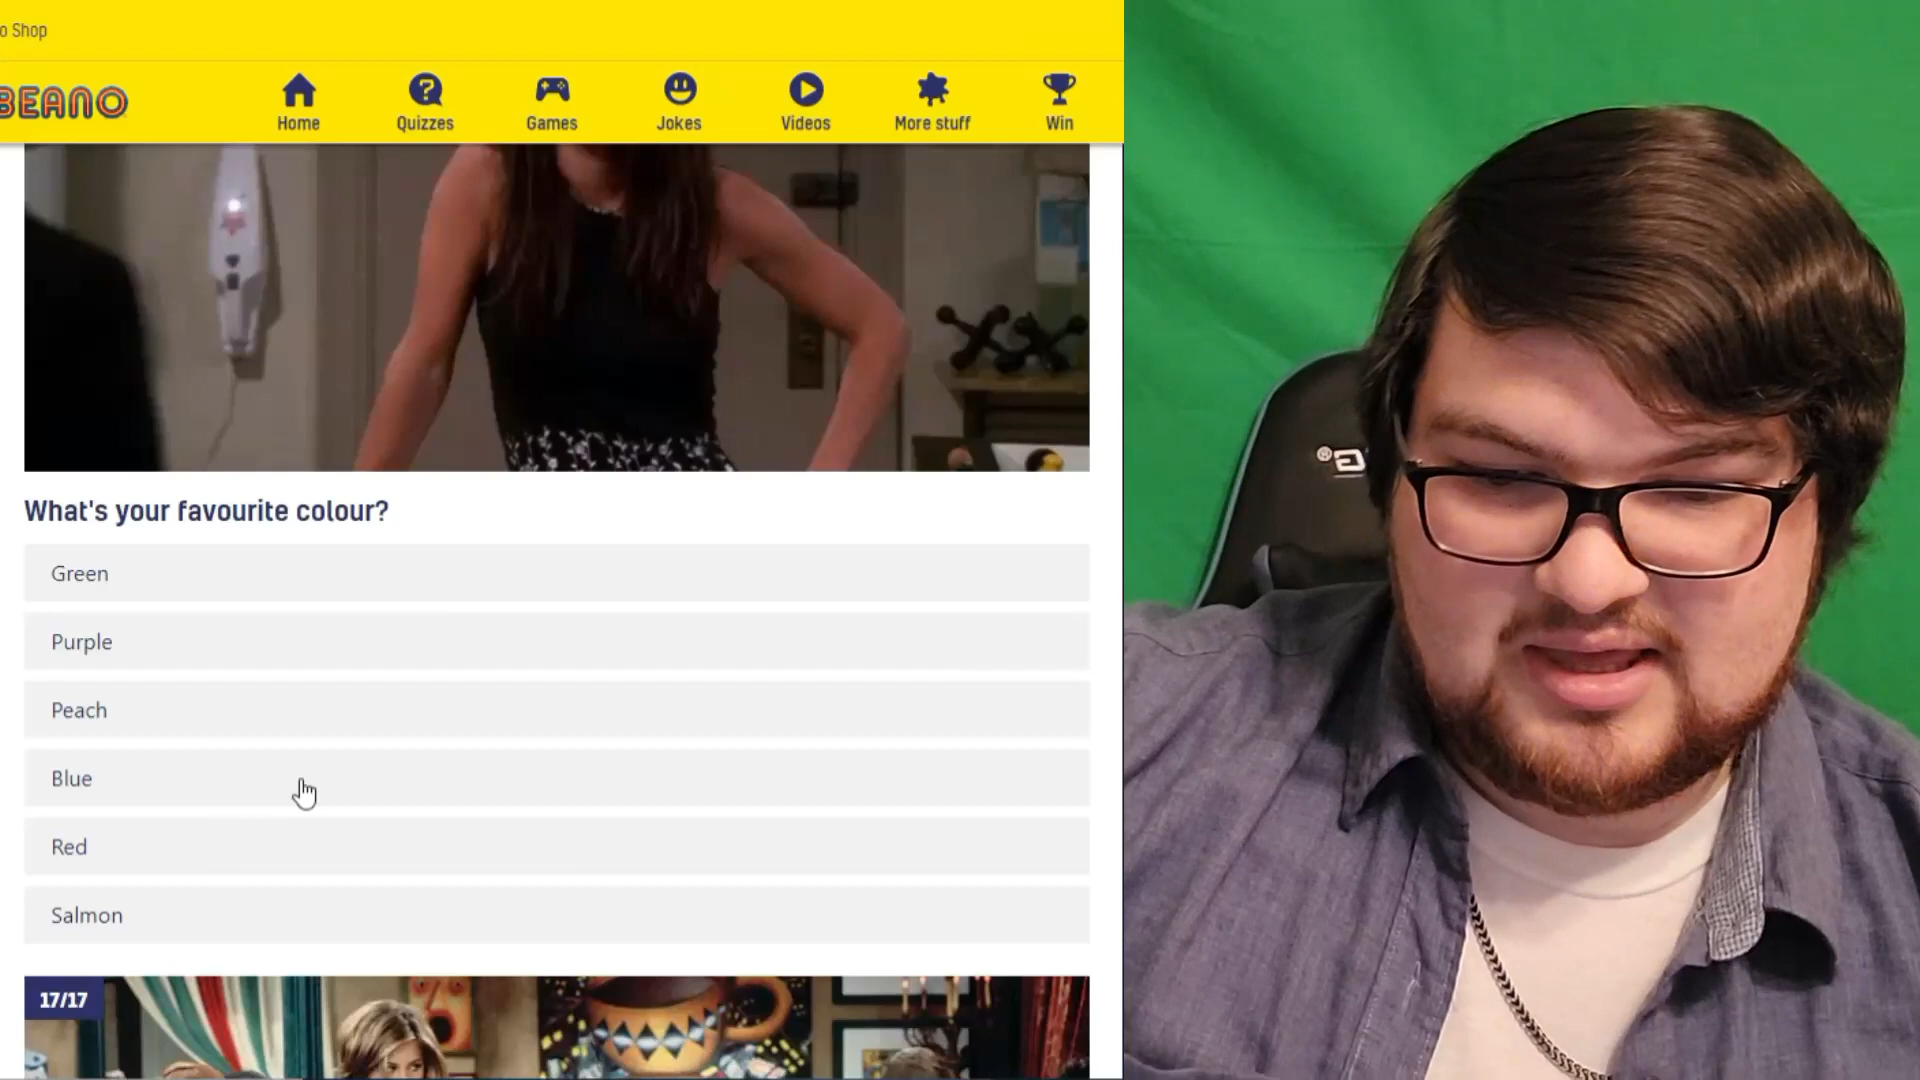 o Shop
BEANO
Home
Quizzes
Games
Jokes
Videos
More stuff
Win
What's your favourite colour?
Green
Purple
Peach
Blue
Red
Salmon
17/17